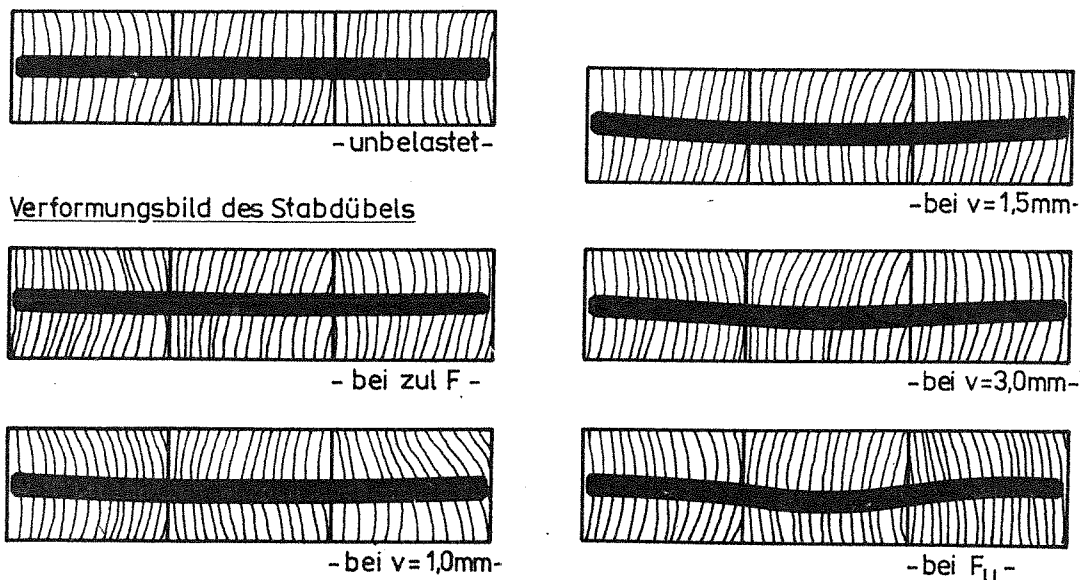 -unbelastet-
Verformungsbild des Stabdübels
- bei zul F -
-bei v=1,0mm-
-bei v=1,5mm-
-bei v=3,0mm-
-bei Fu -